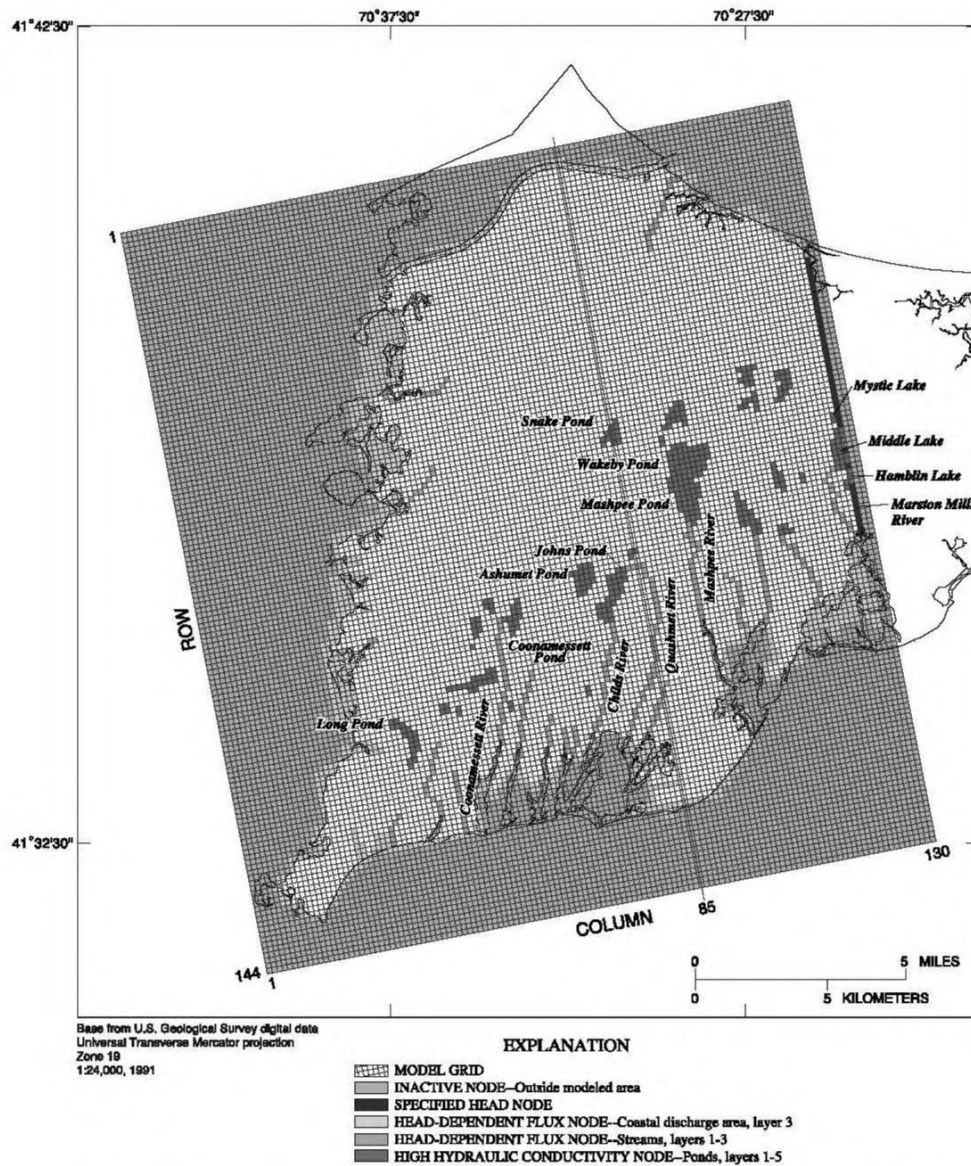 70°37'30"
70°27'30"
41°42'30"
1
Mystic Lake
Snake Pond
Middle Lake
Wakeby Pond
Hamblin Lake
Mashpee Pond
Marston Mills
River
Johns Pond
Ashumet Pond
Mashpee River
Quashnet River
ROW
Coonamessett
Pond
Childs River
Long Pond
Coonamessett River
41°32'30"
130
85
COLUMN
144
1
0 5 MILES
0 5 KILOMETERS
Base from U.S. Geological Survey digital data
Universal Transverse Mercator projection
Zone 19
1:24,000, 1991
EXPLANATION
MODEL GRID
INACTIVE NODE–Outside modeled area
SPECIFIED HEAD NODE
HEAD-DEPENDENT FLUX NODE--Coastal discharge area, layer 3
HEAD-DEPENDENT FLUX NODE--Streams, layers 1-3
HIGH HYDRAULIC CONDUCTIVITY NODE--Ponds, layers 1-5